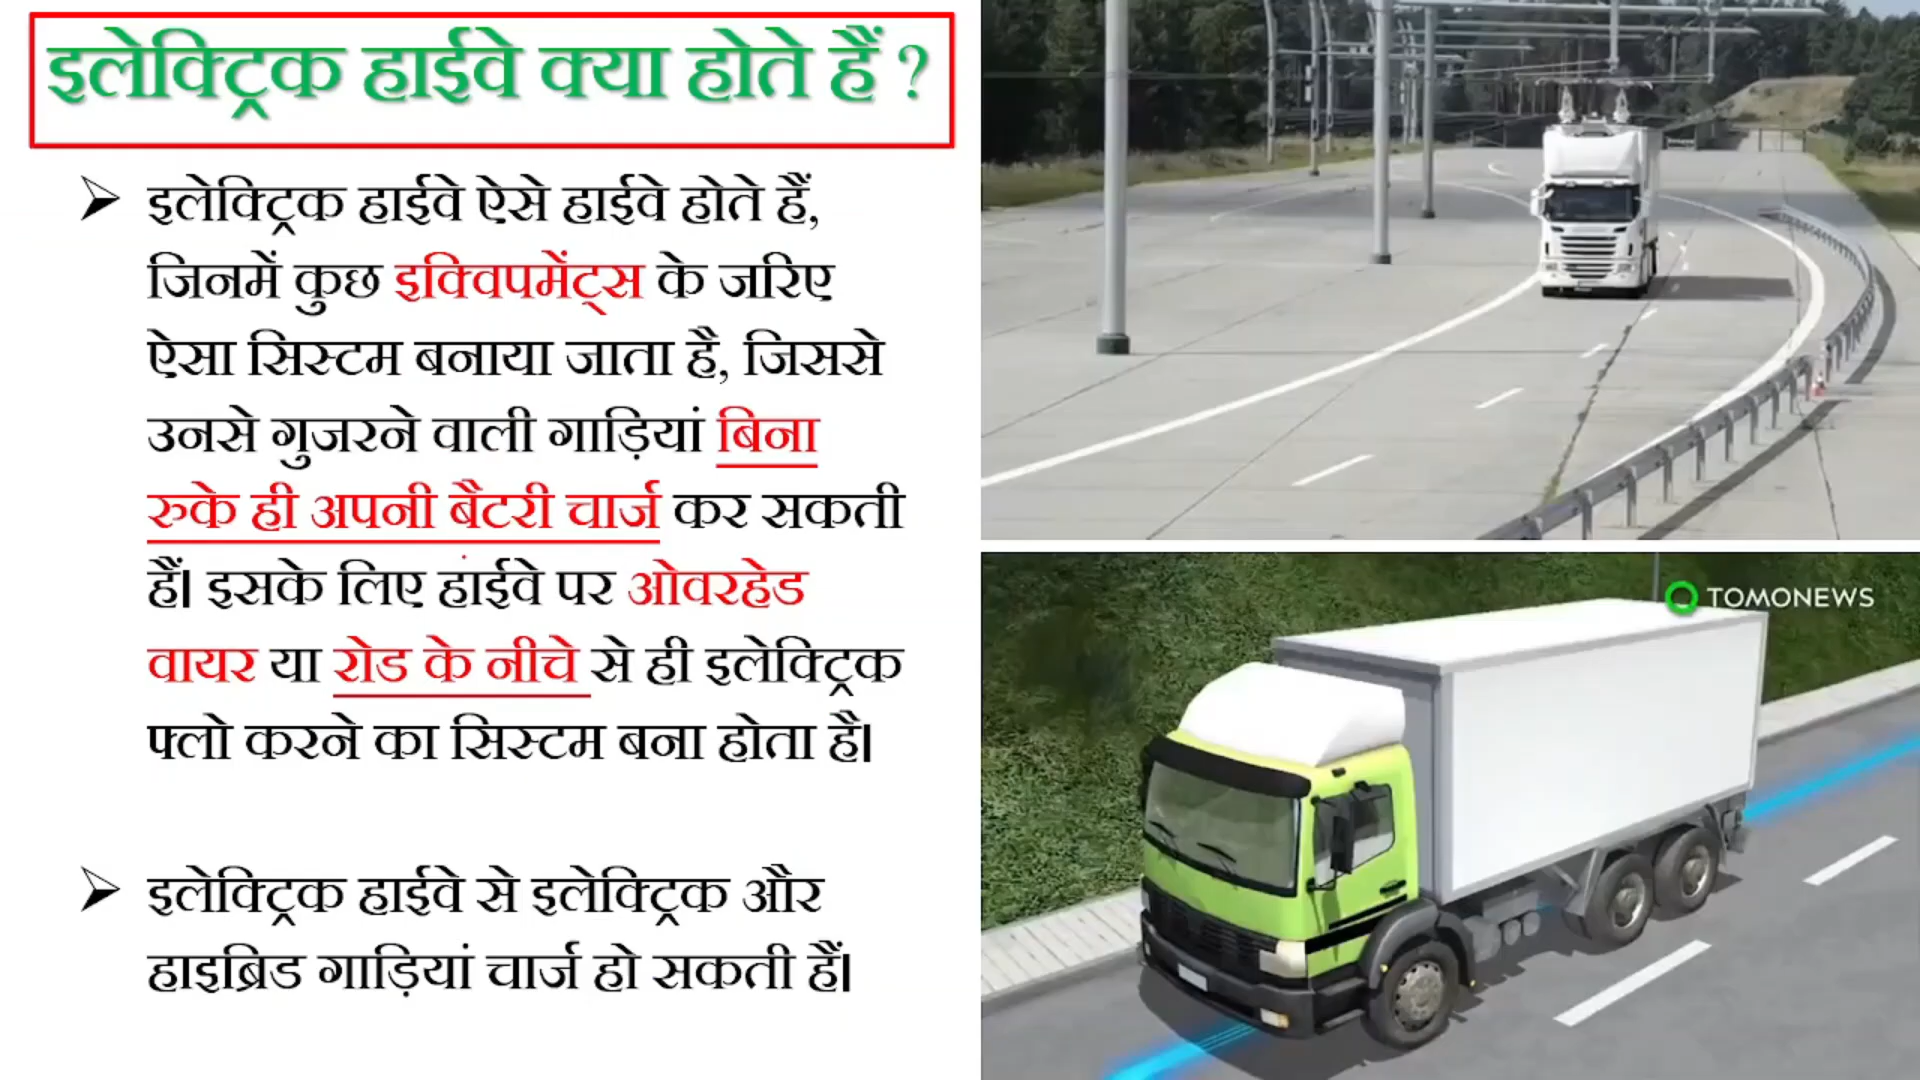 इलेक्ट्रिक हाईवे क्या होते हैं ?
➢ इलेक्ट्रिक हाईवे ऐसे हाईवे होते हैं,
जिनमें कुछ इक्विपमेंट्स के जरिए
ऐसा सिस्टम बनाया जाता है, जिससे
उनसे गुजरने वाली गाड़ियां बिना
रुके ही अपनी बैटरी चार्ज कर सकती
हैं। इसके लिए हाईवे पर ओवरहेड
वायर या रोड के नीचे से ही इलेक्ट्रिक
फ्लो करने का सिस्टम बना होता है।
➢ इलेक्ट्रिक हाईवे से इलेक्ट्रिक और
हाइब्रिड गाड़ियां चार्ज हो सकती हैं।
TOMONEWS